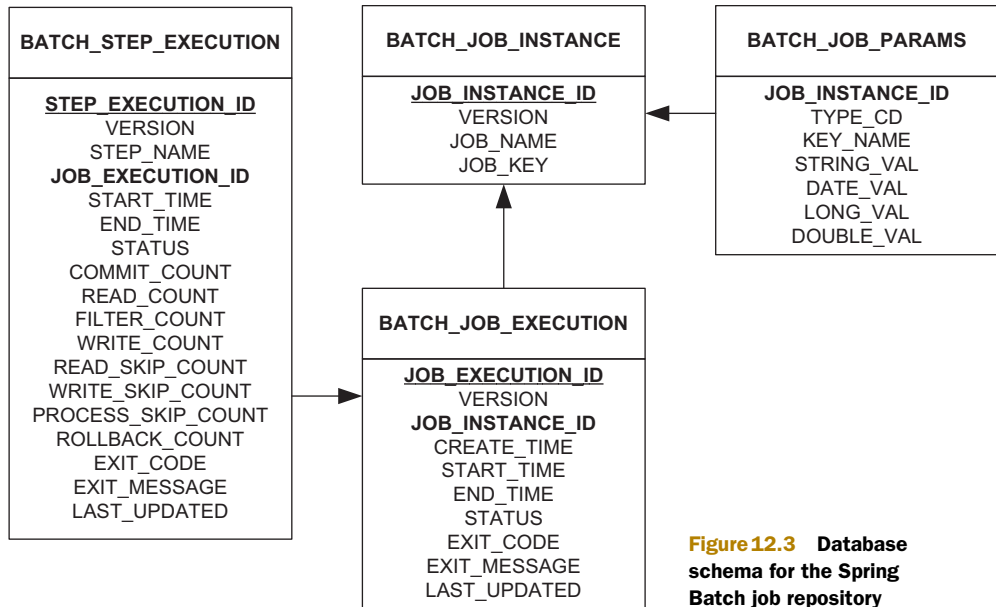 BATCH_STEP_EXECUTION
STEP_EXECUTION_ID
VERSION
STEP_NAME
JOB_EXECUTION_ID
START_TIME
END_TIME
STATUS
COMMIT_COUNT
READ_COUNT
FILTER_COUNT
WRITE_COUNT
READ_SKIP_COUNT
WRITE_SKIP_COUNT
PROCESS_SKIP_COUNT
ROLLBACK_COUNT
EXIT_CODE
EXIT_MESSAGE
LAST_UPDATED
BATCH_JOB_INSTANCE
JOB_INSTANCE_ID
VERSION
JOB_NAME
JOB_KEY
BATCH_JOB_PARAMS
JOB_INSTANCE_ID
TYPE_CD
KEY_NAME
STRING_VAL
DATE_VAL
LONG_VAL
DOUBLE_VAL
BATCH_JOB_EXECUTION
JOB_EXECUTION_ID
VERSION
JOB_INSTANCE_ID
CREATE_TIME
START_TIME
END_TIME
STATUS
EXIT_CODE
EXIT_MESSAGE
LAST_UPDATED
Figure 12.3 Database
schema for the Spring
Batch job repository